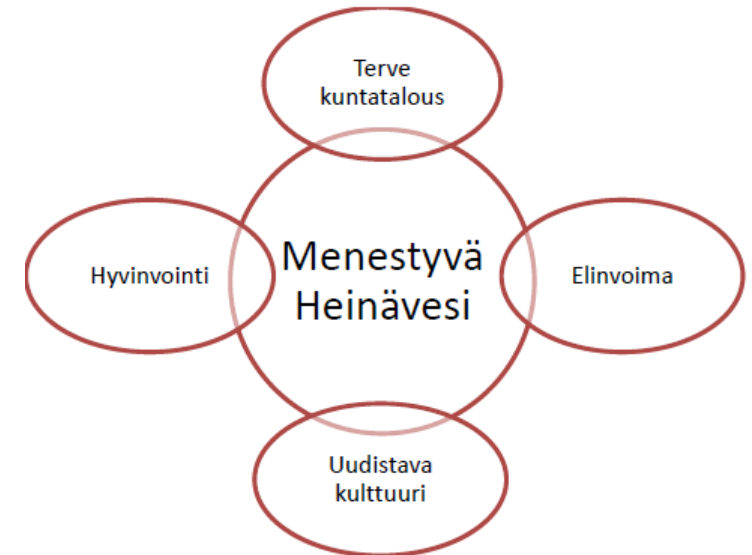 Terve
kuntatalous
Hyvinvointi
Menestyvä
Heinävesi
Elinvoima
Uudistava
kulttuuri